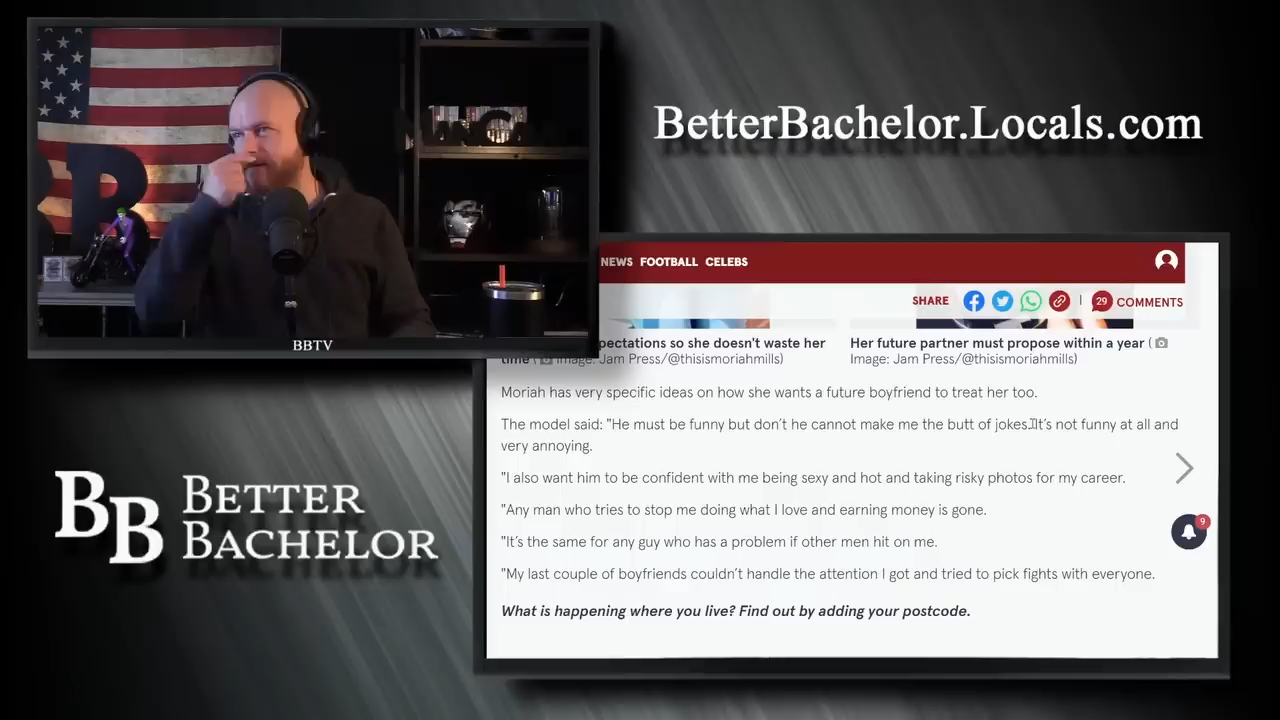 BetterBachelor.Locals.com
BBTV
NEWS FOOTBALL CELEBS
SHARE 29 COMMENTS
pectations so she doesn't waste her
time ( Image: Jam Press/@thisismoriahmills)
Her future partner must propose within a year (
Image: Jam Press/@thisismoriahmills)
Moriah has very specific ideas on how she wants a future boyfriend to treat her too.
The model said: "He must be funny but don't he cannot make me the butt of jokes. It's not funny at all and
very annoying.
"I also want him to be confident with me being sexy and hot and taking risky photos for my career.
"Any man who tries to stop me doing what I love and earning money is gone.
9
"It's the same for any guy who has a problem if other men hit on me.
"My last couple of boyfriends couldn't handle the attention I got and tried to pick fights with everyone.
What is happening where you live? Find out by adding your postcode.
BB BETTER
BACHELOR